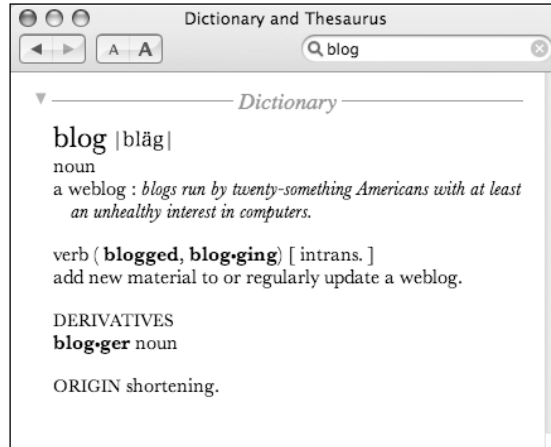 Dictionary and Thesaurus
A A
blog
Dictionary
blog |bläg|
noun
a weblog : blogs run by twenty-something Americans with at least
an unhealthy interest in computers.
verb ( blogged, blog•ging) [ intrans. ]
add new material to or regularly update a weblog.
DERIVATIVES
blog•ger noun
ORIGIN shortening.